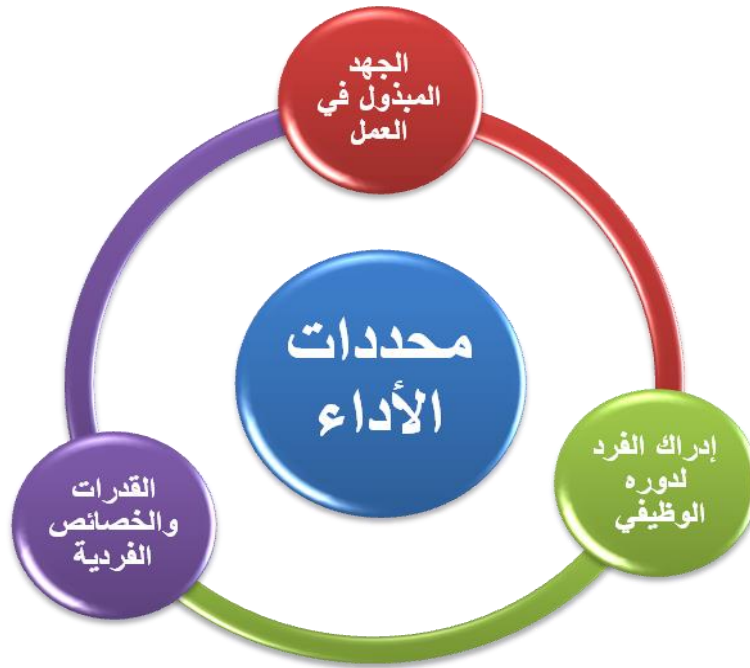 الجهد
المبذول في
العمل
محددات
الأداء
إدراك الفرد
لدوره
الوظيفي
القدرات
والخصائص
الفردية